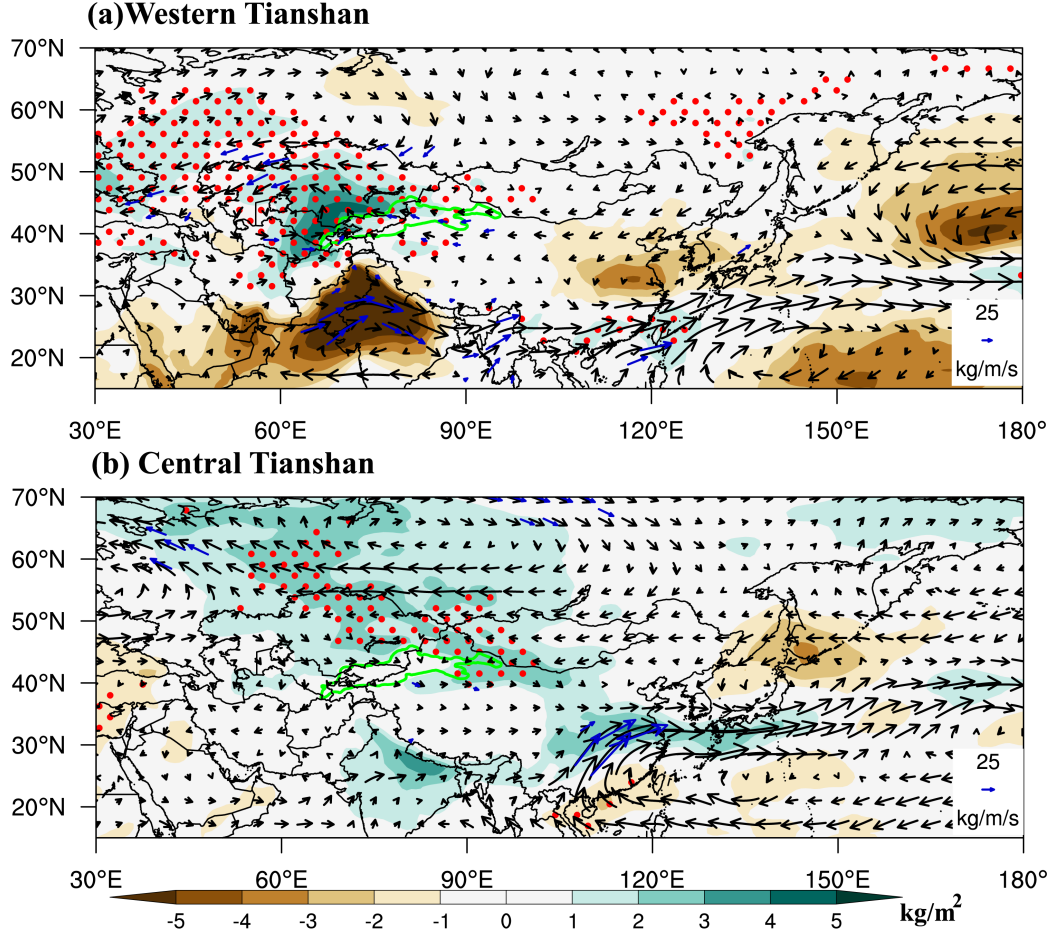 (a)Western Tianshan
70°N
60°N
50°N
40°N
30°N
20°N
25
kg/m/s
30°E 60°E 90°E 120°E 150°E 180°
(b) Central Tianshan
70°N
60°N
50°N
40°N
30°N
20°N
25
kg/m/s
30°E 60°E 90°E 120°E 150°E 180°
-5 -4 -3 -2 -1 0 1 2 3 4 5 kg/m²